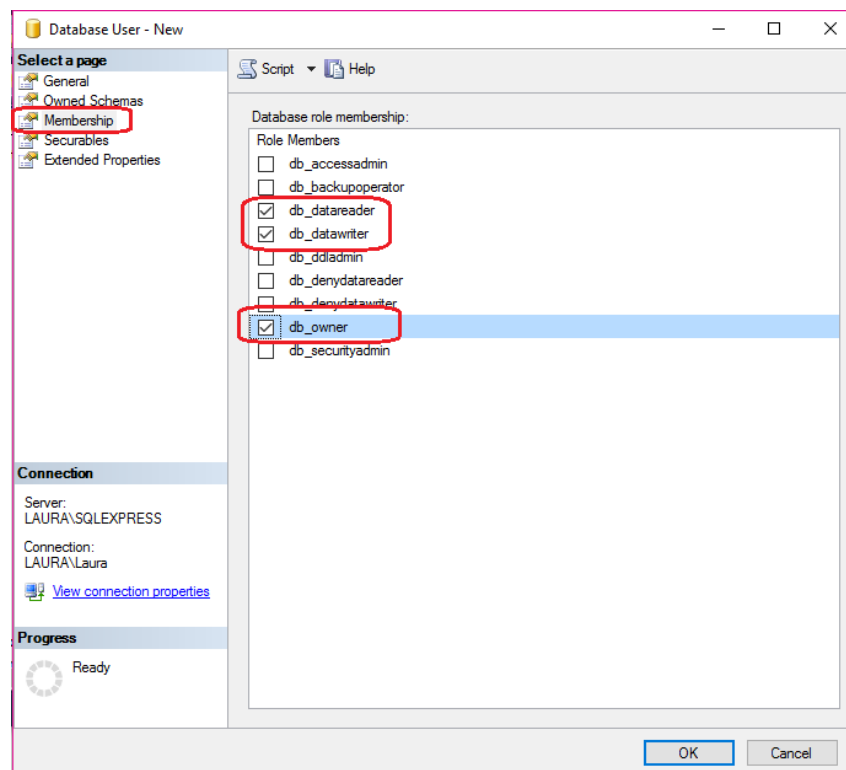 Database User - New
Select a page
General
Owned Schemas
Membership
Securables
Extended Properties
Script
Help
Database role membership:
Role Members
db_accessadmin
db_backupoperator
db_datareader
db_datawriter
db_ddladmin
db_denydatareader
db_denydatawriter
db_owner
db_securityadmin
Connection
Server:
LAURA\SQLEXPRESS
Connection:
LAURA\Laura
View connection properties
Progress
Ready
OK
Cancel